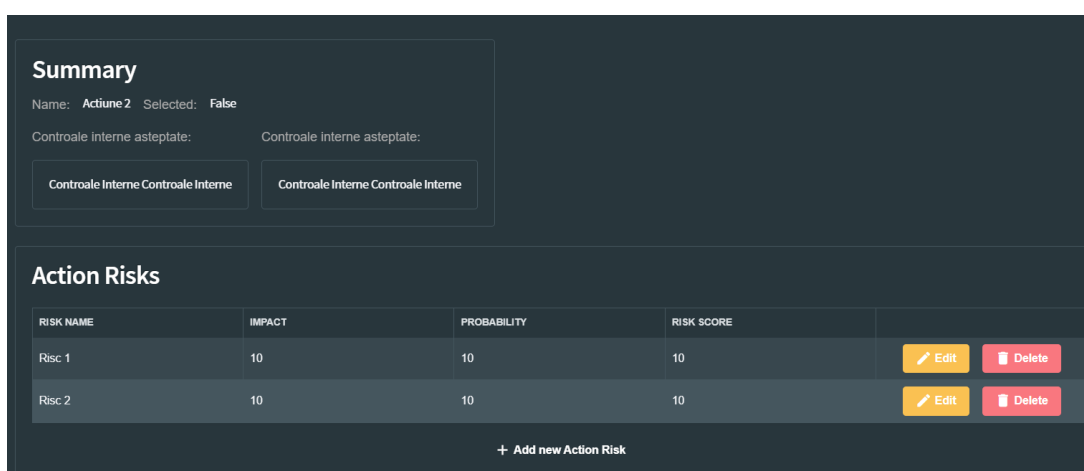 Summary
Name: Actiune 2 Selected: False
Controale interne asteptate: Controale interne asteptate:
Controale Interne Controale Interne Controale Interne Controale Interne
Action Risks
RISK NAME IMPACT PROBABILITY RISK SCORE
Risc 1 10 10 10 Edit Delete
Risc 2 10 10 10 Edit Delete
+ Add new Action Risk